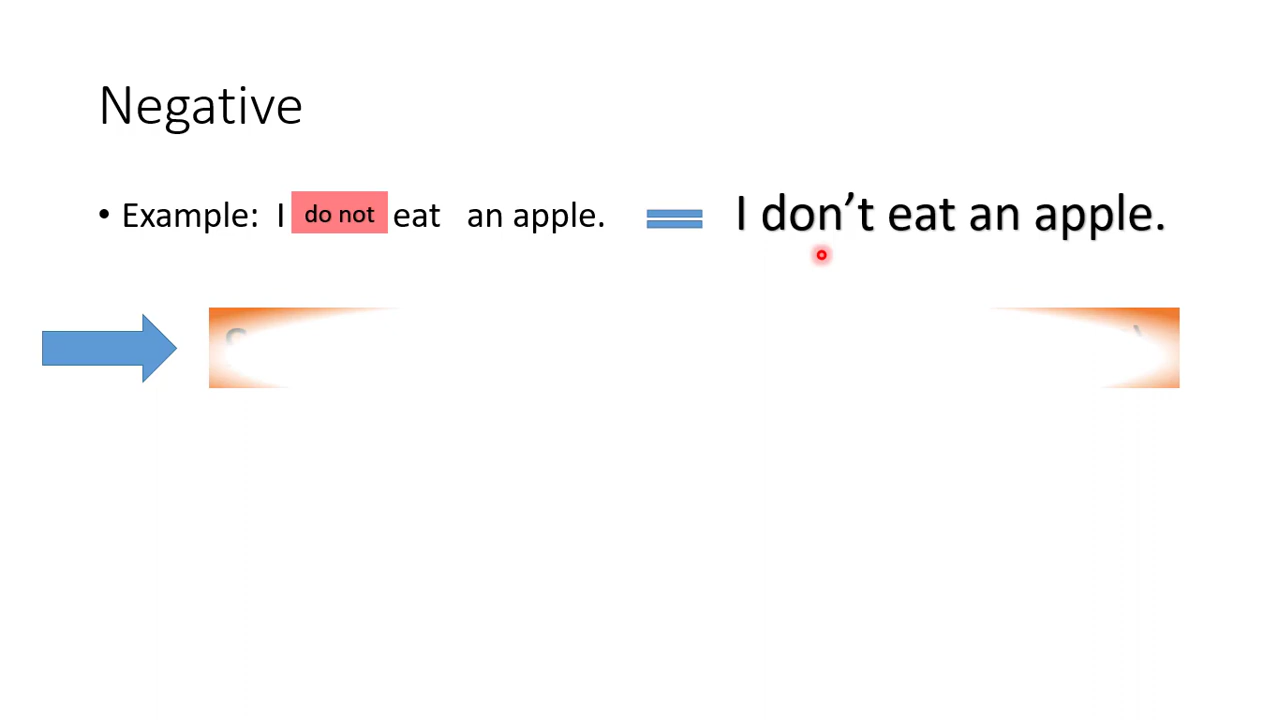 Negative
• Example: I do not eat an apple. = I don’t eat an apple.